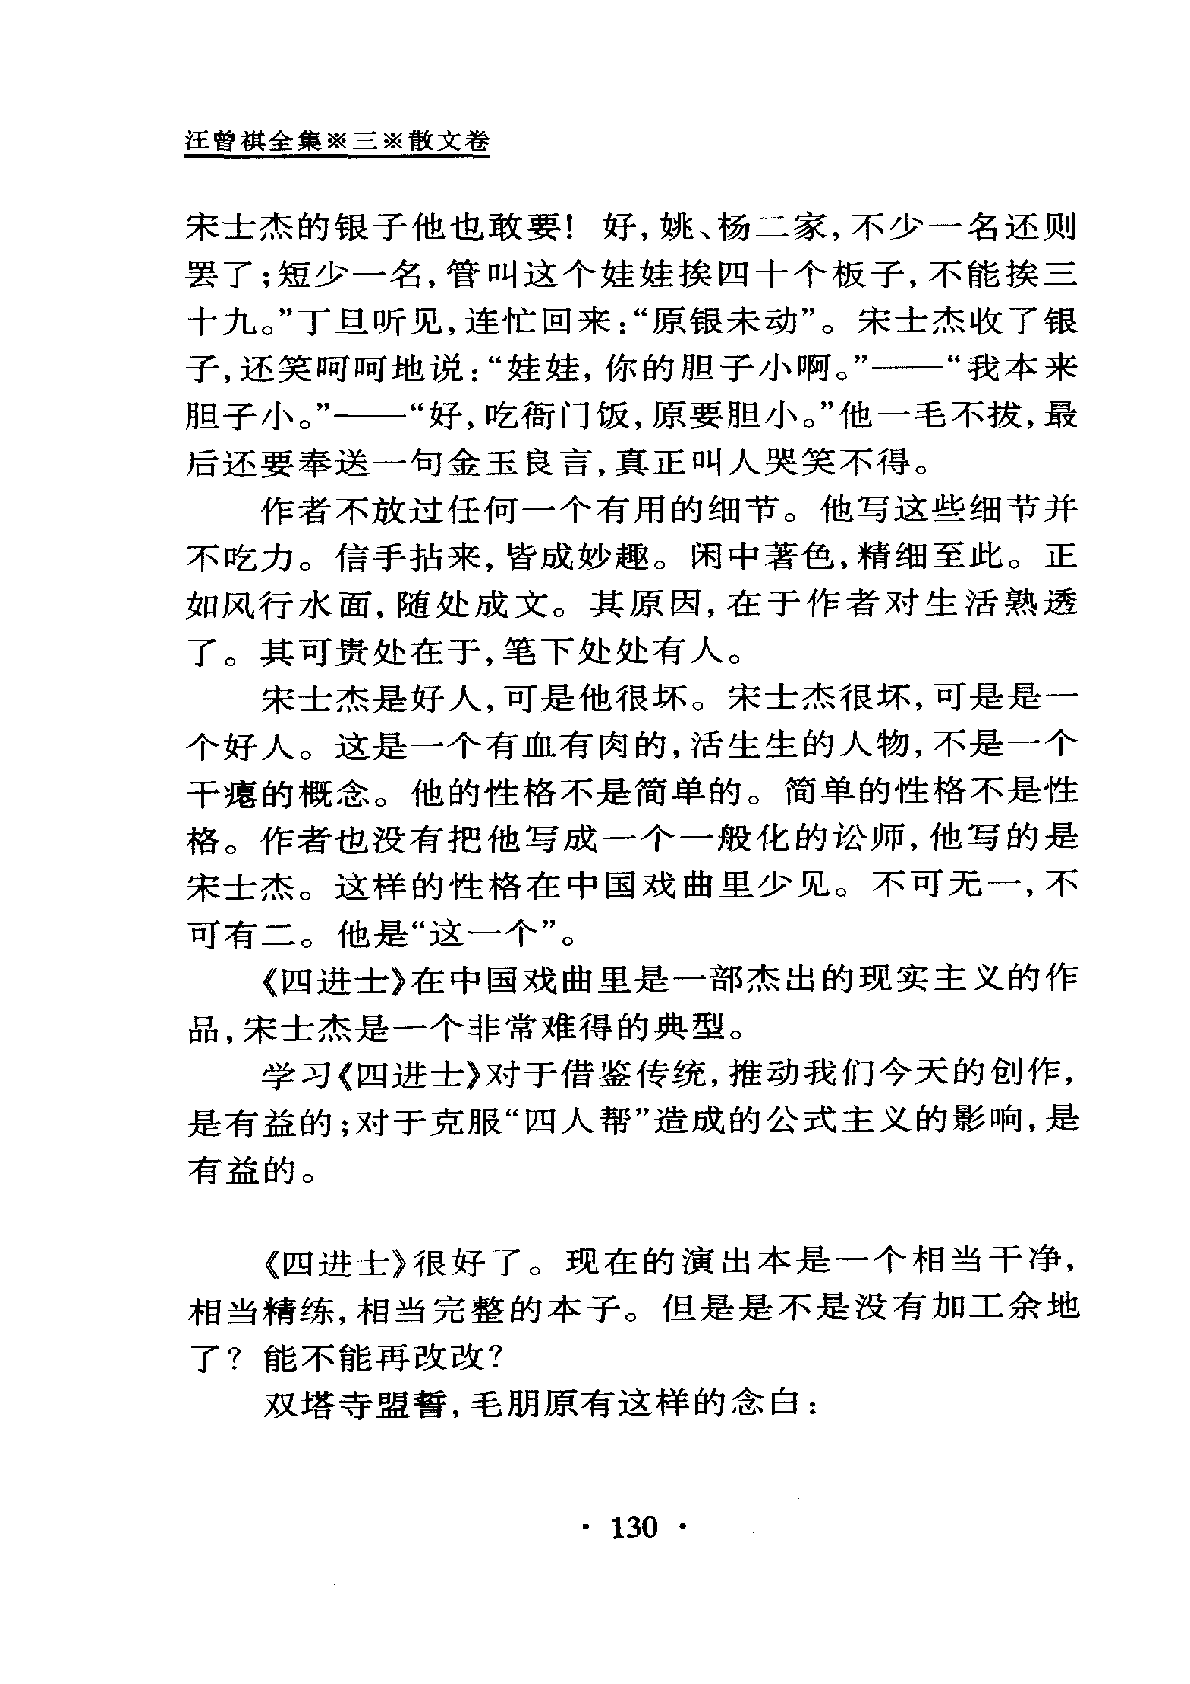 汪曾祺全集※三※散文卷
宋士杰的银子他也敢要！好，姚、杨二家，不少一名还则
罢了；短少一名，管叫这个娃娃挨四十个板子，不能挨三
十九。”丁旦听见，连忙回来：“原银未动”。宋士杰收了银
子，还笑呵呵地说：“娃娃，你的胆子小啊。”——“我本来
胆子小。”——“好，吃衙门饭，原要胆小。”他一毛不拔，最
后还要奉送一句金玉良言，真正叫人哭笑不得。
作者不放过任何一个有用的细节。他写这些细节并
不吃力。信手拈来，皆成妙趣。闲中著色，精细至此。正
如风行水面，随处成文。其原因，在于作者对生活熟透
了。其可贵处在于，笔下处处有人。
宋士杰是好人，可是他很坏。宋士杰很坏，可是是一
个好人。这是一个有血有肉的，活生生的人物，不是一个
干瘪的概念。他的性格不是简单的。简单的性格不是性
格。作者也没有把他写成一个一般化的讼师，他写的是
宋士杰。这样的性格在中国戏曲里少见。不可无一，不
可有二。他是“这一个”。
《四进士》在中国戏曲里是一部杰出的现实主义的作
品，宋士杰是一个非常难得的典型。
学习《四进士》对于借鉴传统，推动我们今天的创作，
是有益的；对于克服“四人帮”造成的公式主义的影响，是
有益的。
《四进士》很好了。现在的演出本是一个相当干净，
相当精练，相当完整的本子。但是是不是没有加工余地
了？能不能再改改？
双塔寺盟誓，毛朋原有这样的念白：
· 130 ·